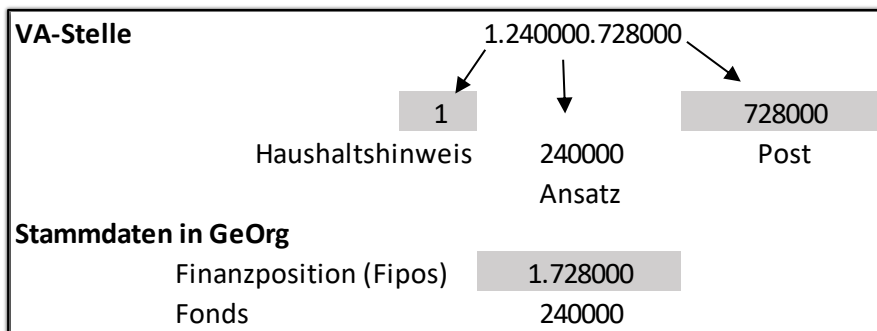 VA-Stelle 1.240000.728000
1 728000
Haushaltshinweis 240000 Post
Ansatz
Stammdaten in GeOrg
Finanzposition (Fipos) 1.728000
Fonds 240000